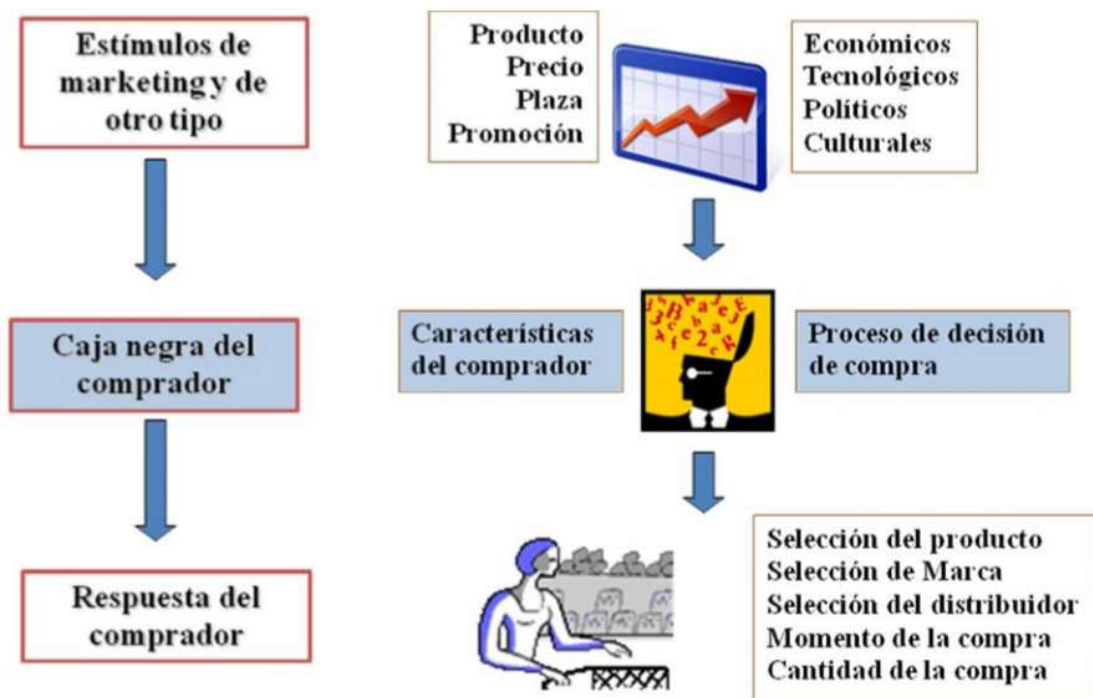 Estímulos de
marketing y de
otro tipo
Producto
Precio
Plaza
Promoción
Económicos
Tecnológicos
Políticos
Culturales
Caja negra del
comprador
Características
del comprador
Proceso de decisión
de compra
Respuesta del
comprador
Selección del producto
Selección de Marca
Selección del distribuidor
Momento de la compra
Cantidad de la compra